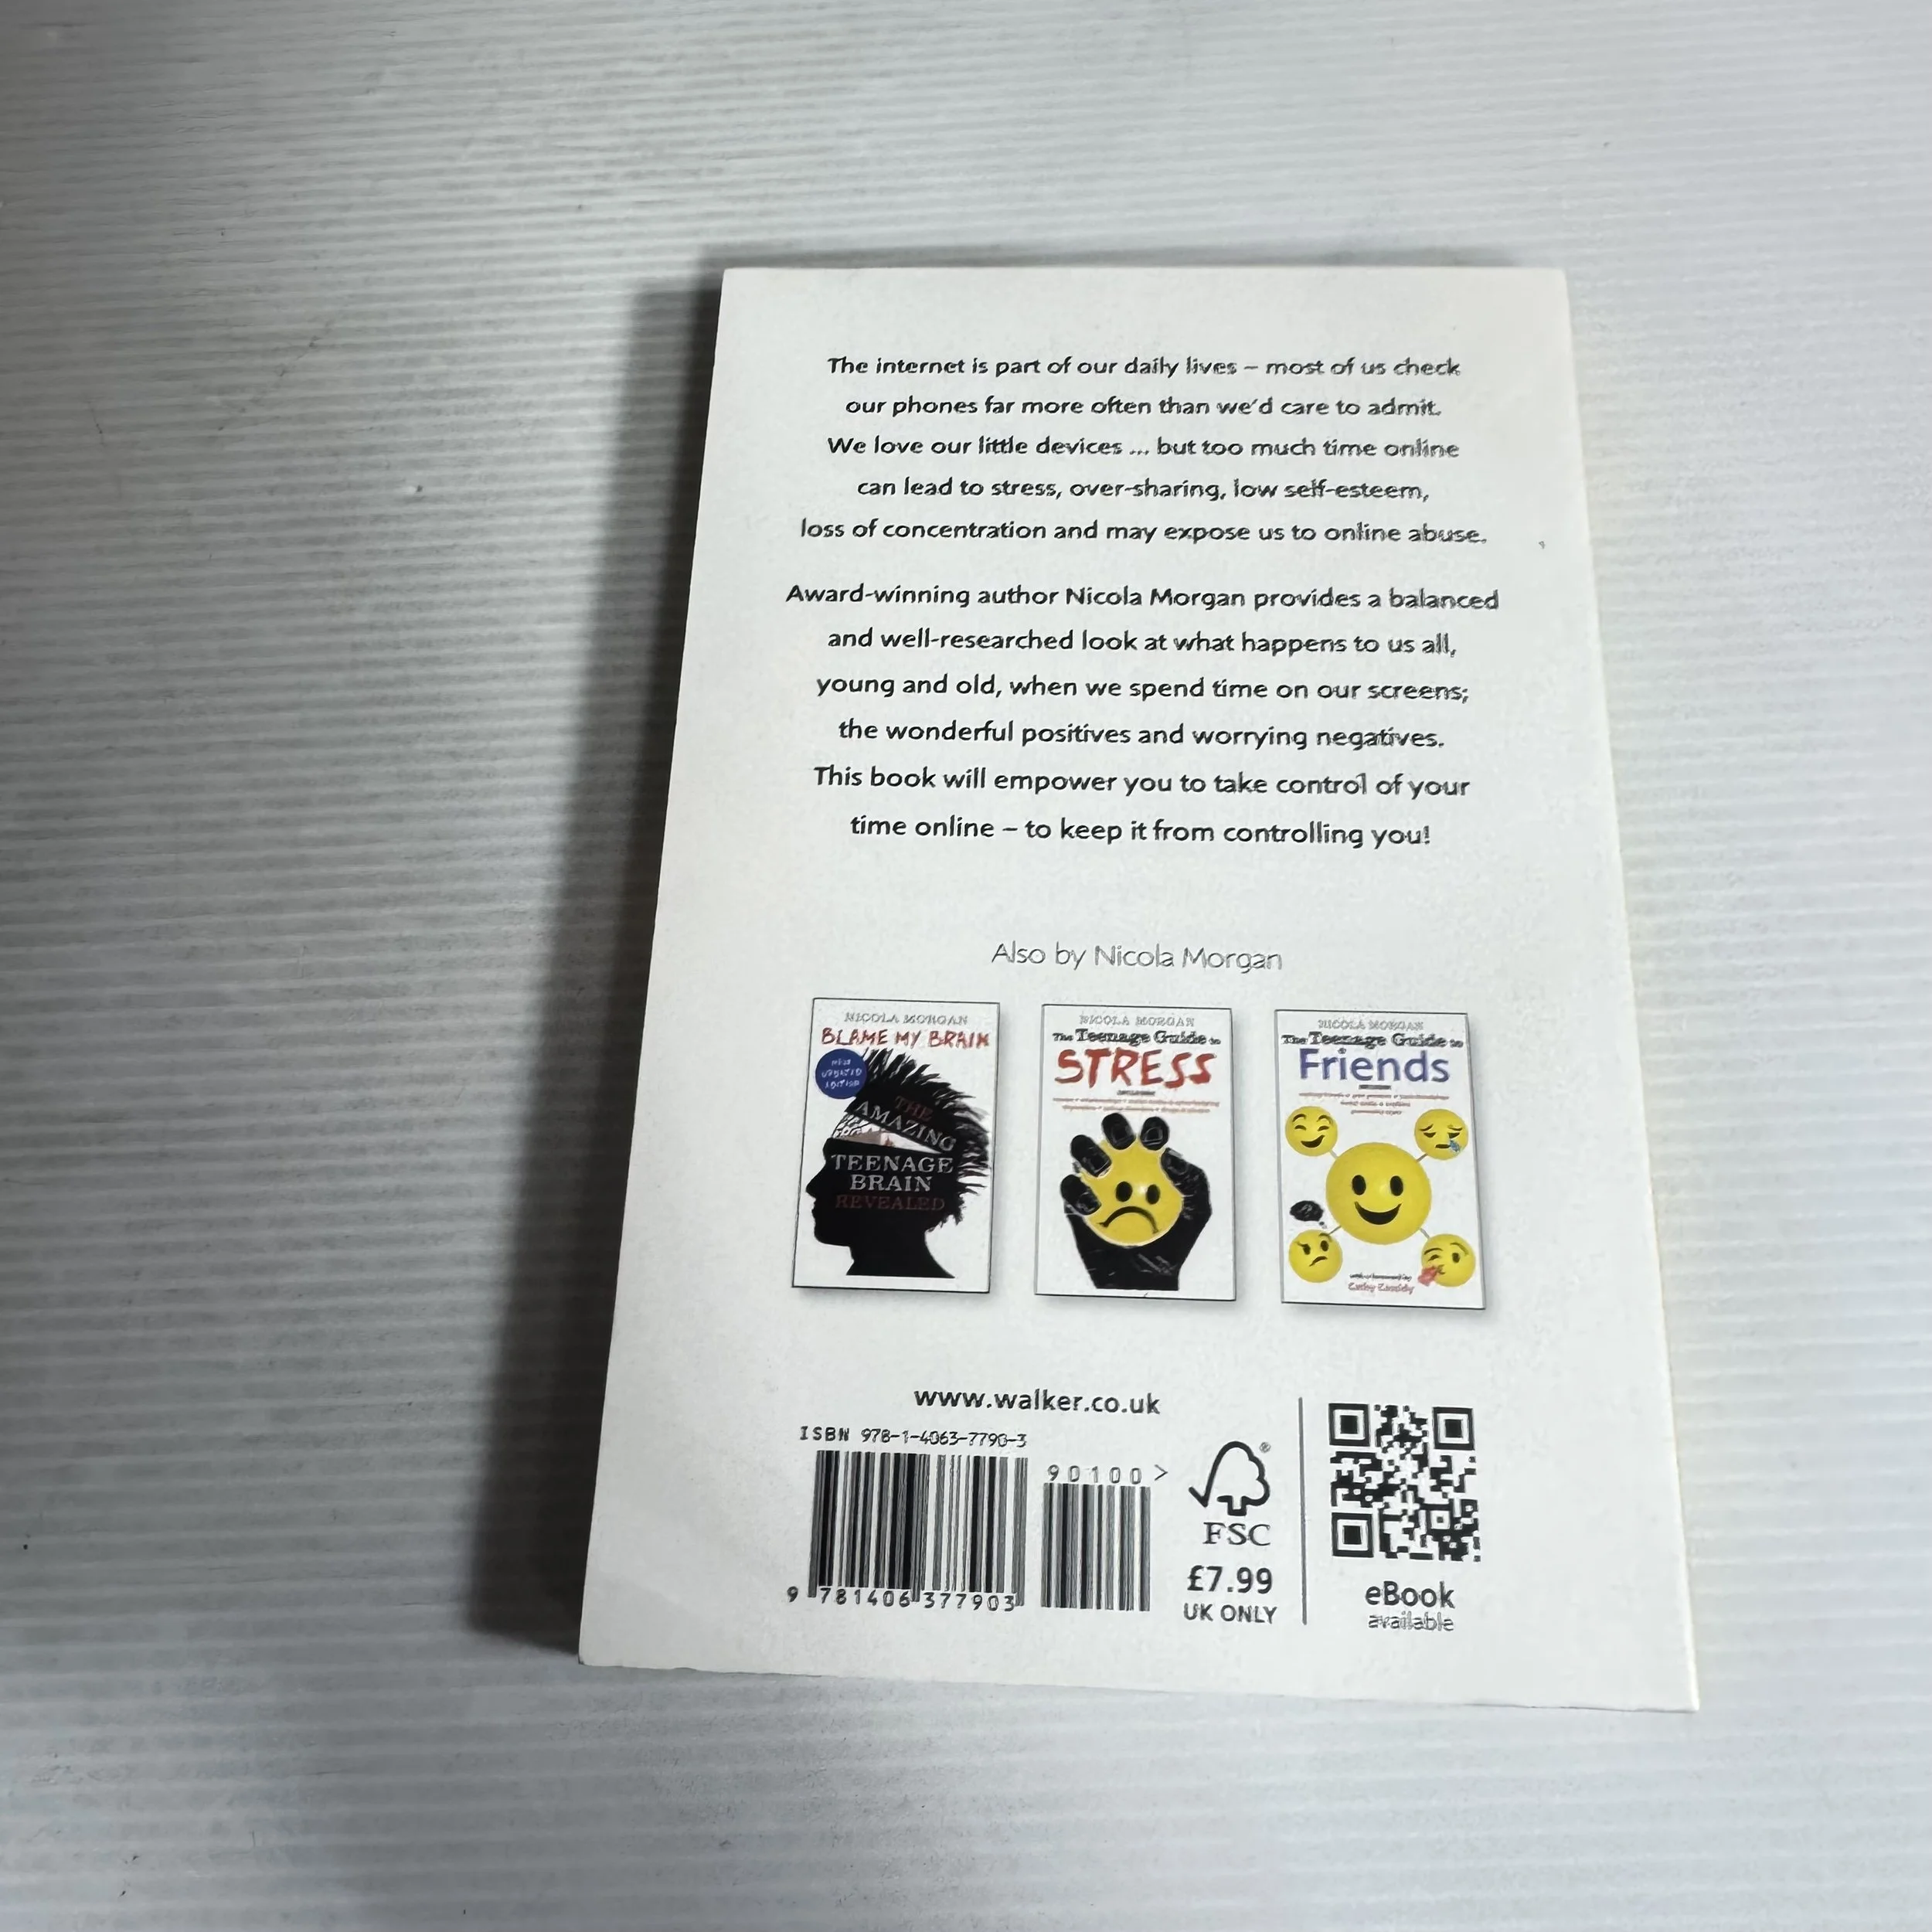 The internet is part of our daily lives – most of us check
our phones far more often than we'd care to admit.
We love our little devices ... but too much time online
can lead to stress, over-sharing, low self-esteem,
loss of concentration and may expose us to online abuse.
Award-winning author Nicola Morgan provides a balanced
and well-researched look at what happens to us all,
young and old, when we spend time on our screens;
the wonderful positives and worrying negatives.
This book will empower you to take control of your
time online – to keep it from controlling you!
Also by Nicola Morgan
NICOLA MORGAN
BLAME MY BRAIN
NEW
UPDATED
EDITION
THE
AMAZING
TEENAGE
BRAIN
REVEALED
NICOLA MORGAN
The Teenage Guide to
STRESS
NICOLA MORGAN
The Teenage Guide to
Friends
Cathy Cassidy
www.walker.co.uk
ISBN 978-1-4063-7790-3
90100>
9 781406 377903
®
FSC
£7.99
UK ONLY
eBook
available